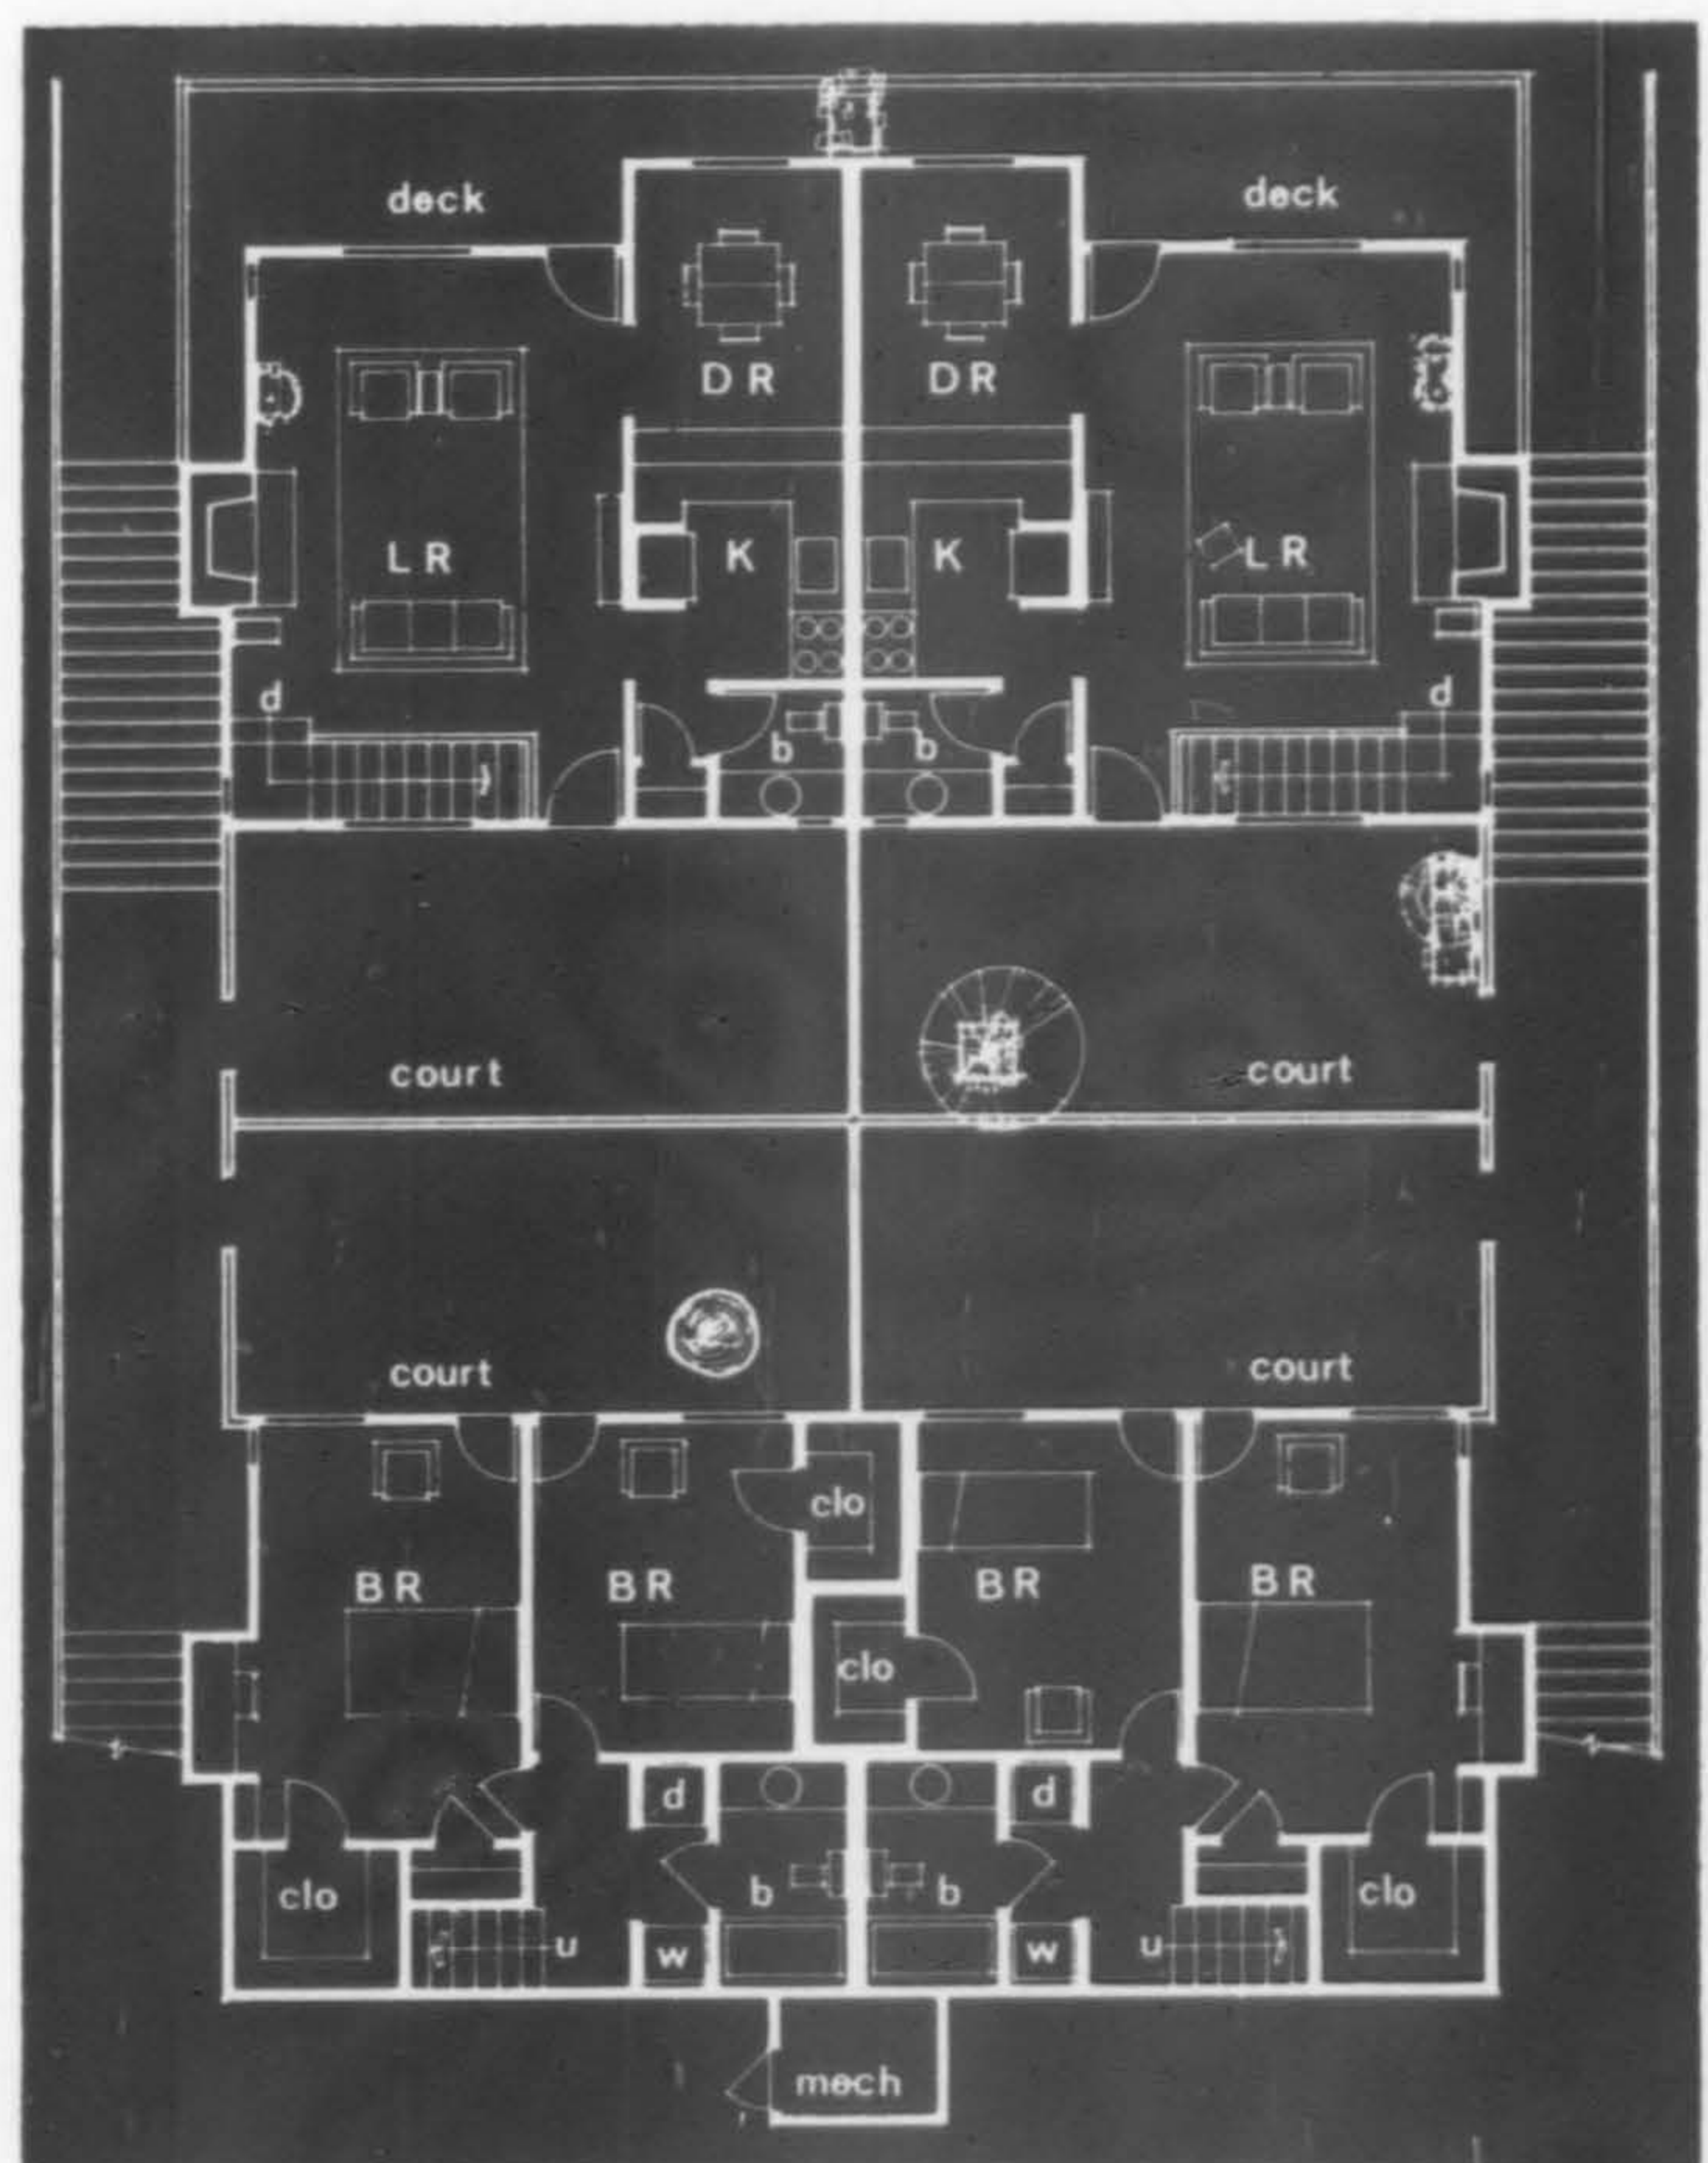 deck deck
DR DR
LR K K LR
d d
b b
court court
court court
clo
BR BR BR BR
clo
d d
clo b b clo
u w w u
mech